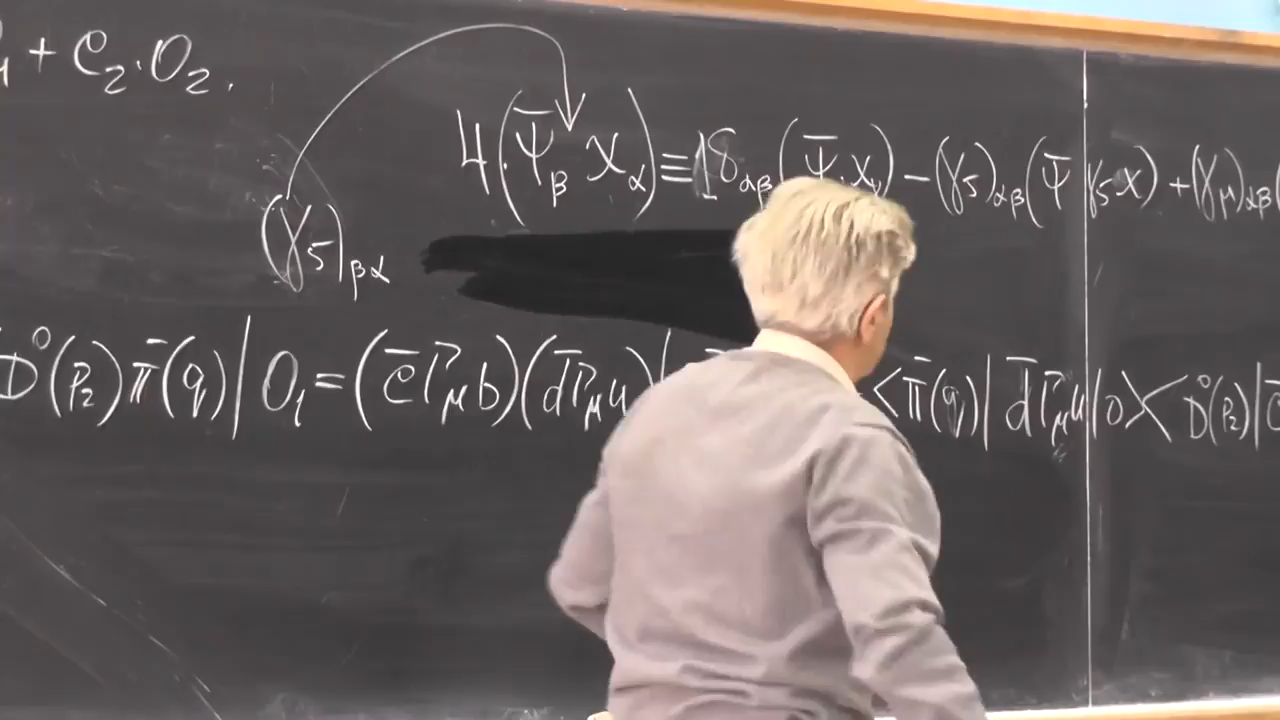 + C₂·O₂.
4(Ψ̄_β χ_α) ≡ 1δ_αβ(Ψ̄·χ) − (γ₅)_αβ(Ψ̄ γ₅χ) + (γ_μ)_αβ(
(γ₅)_βα
D⁰(p₂)π̄(q)| O₁ = (c̄Γ_μ b)(d̄Γ_μ u)| <π̄(q)| d̄Γ_μ u|0><D⁰(p₂)|c̄